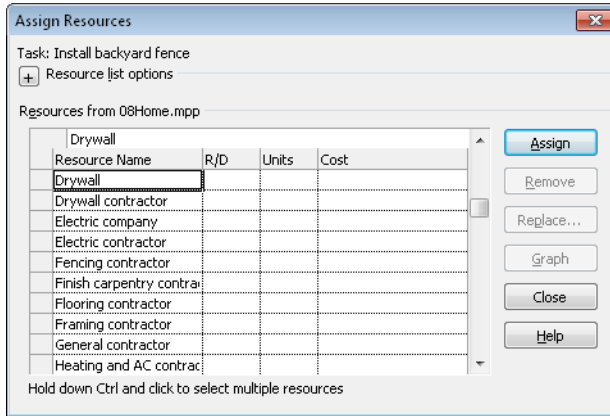 Assign Resources
Task: Install backyard fence
+ Resource list options
Resources from 08Home.mpp
Drywall
Resource Name R/D Units Cost
Drywall
Drywall contractor
Electric company
Electric contractor
Fencing contractor
Finish carpentry contra
Flooring contractor
Framing contractor
General contractor
Heating and AC contrac
Assign
Remove
Replace...
Graph
Close
Help
Hold down Ctrl and click to select multiple resources